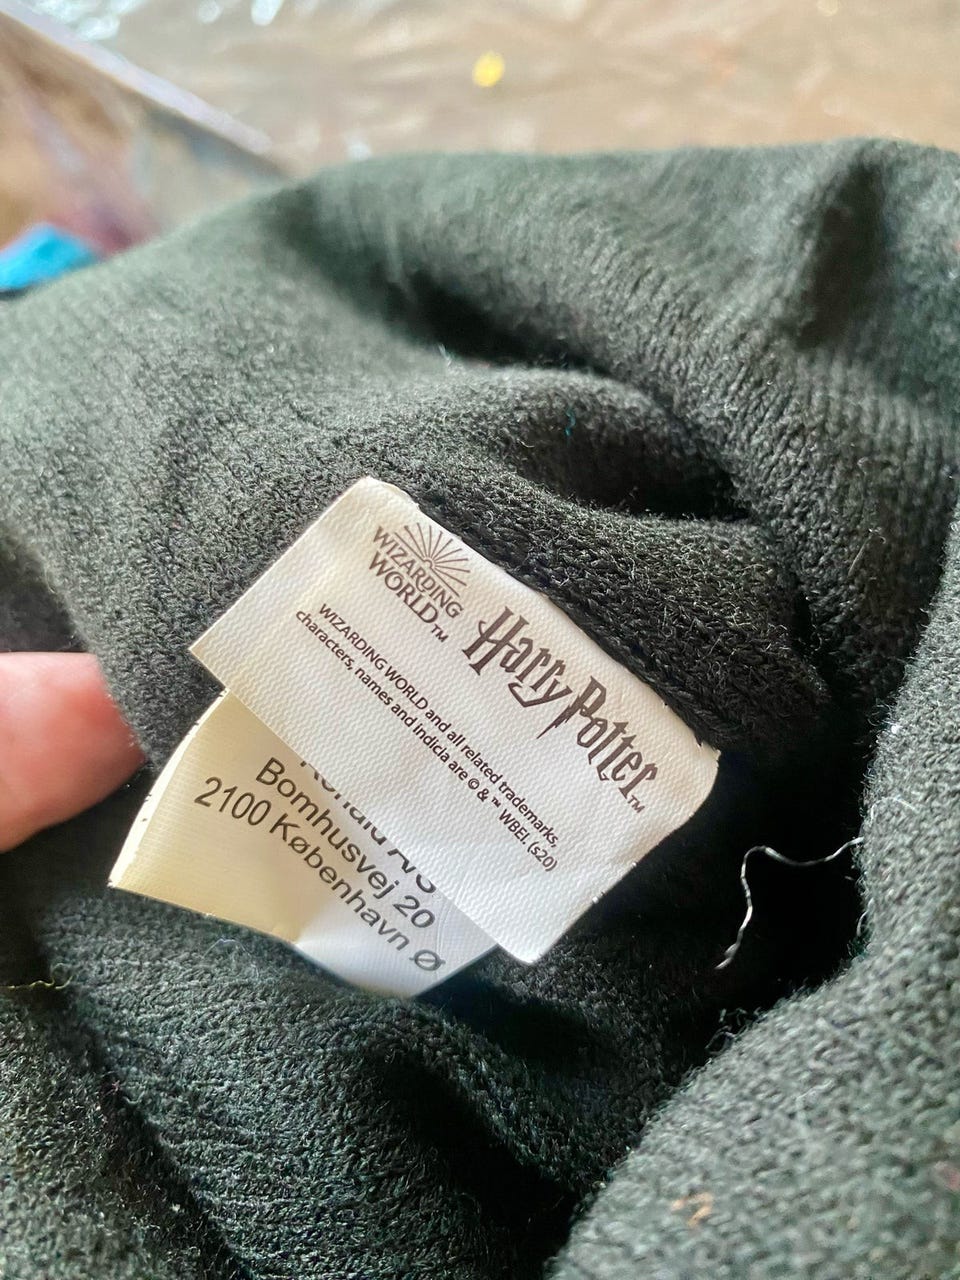 WIZARDING
WORLD™
Harry Potter™
WIZARDING WORLD and all related trademarks,
characters, names and indicia are © & ™ WBEI. (s20)
A/S
Bomhusvej 20
2100 København Ø